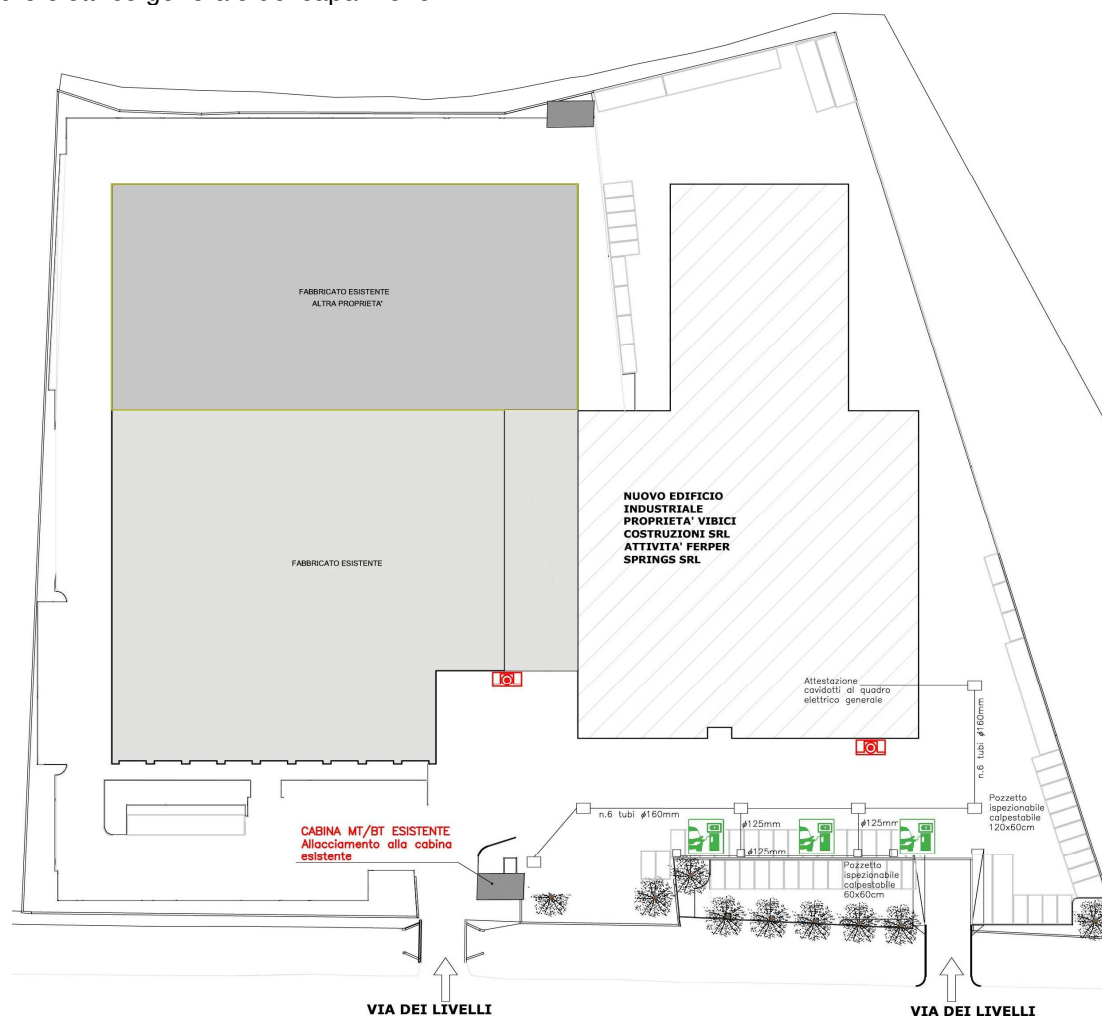 FABBRICATO ESISTENTE
ALTRA PROPRIETA'
NUOVO EDIFICIO
INDUSTRIALE
PROPRIETA' VIBICI
COSTRUZIONI SRL
ATTIVITA' FERPER
SPRINGS SRL
FABBRICATO ESISTENTE
Attestazione
cavidotti al quadro
elettrico generale
n.6 tubi ϕ160mm
Pozzetto
ispezionabile
calpestabile
120x60cm
n.6 tubi ϕ160mm
ϕ125mm
ϕ125mm
ϕ125mm
CABINA MT/BT ESISTENTE
Allacciamento alla cabina
esistente
Pozzetto
ispezionabile
calpestabile
60x60cm
VIA DEI LIVELLI
VIA DEI LIVELLI